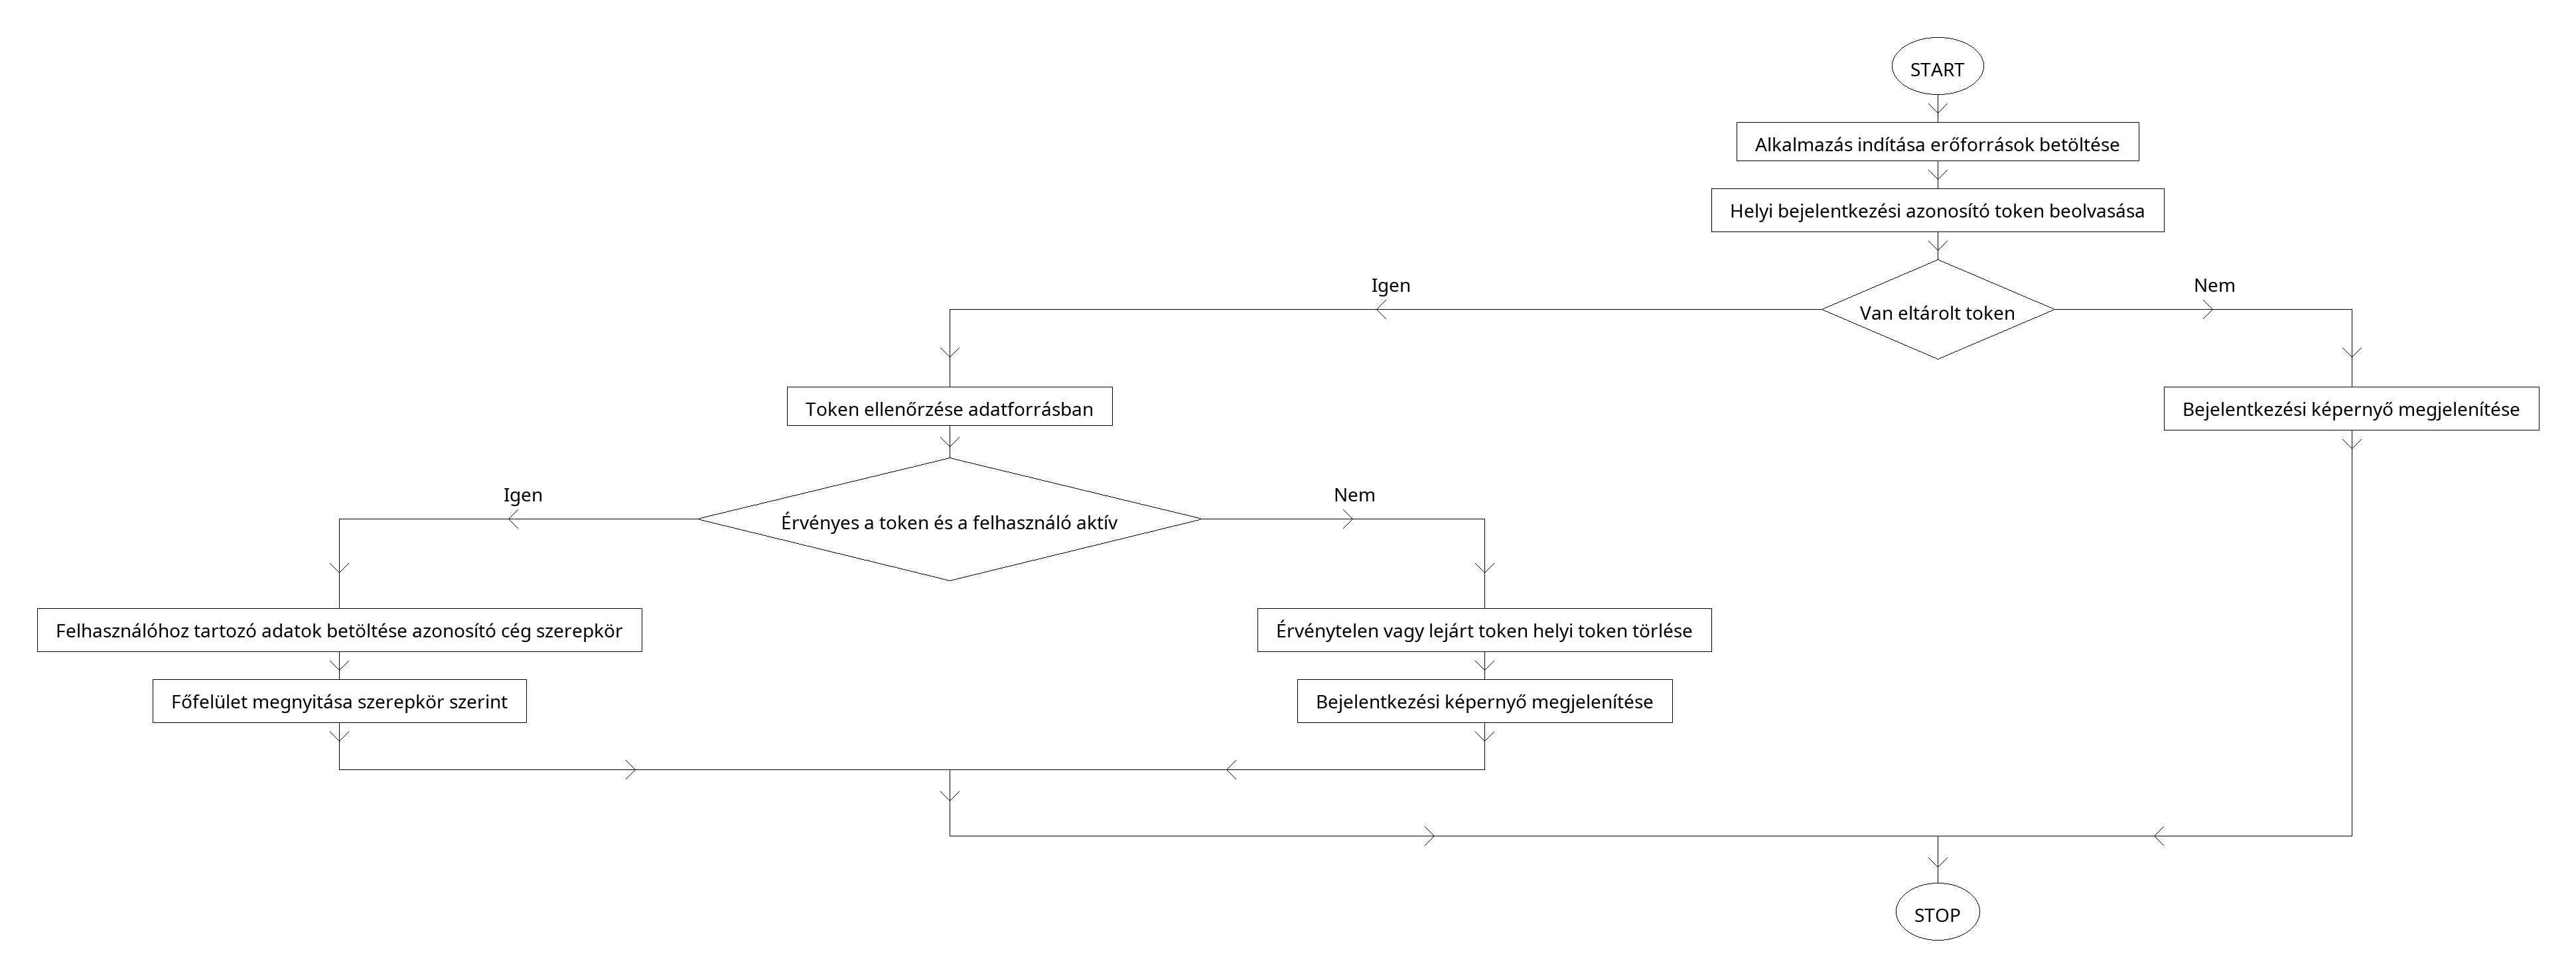 START
Alkalmazás indítása erőforrások betöltése
Helyi bejelentkezési azonosító token beolvasása
Igen
Nem
Van eltárolt token
Token ellenőrzése adatforrásban
Bejelentkezési képernyő megjelenítése
Igen
Nem
Érvényes a token és a felhasználó aktív
Felhasználóhoz tartozó adatok betöltése azonosító cég szerepkör
Érvénytelen vagy lejárt token helyi token törlése
Főfelület megnyitása szerepkör szerint
Bejelentkezési képernyő megjelenítése
STOP